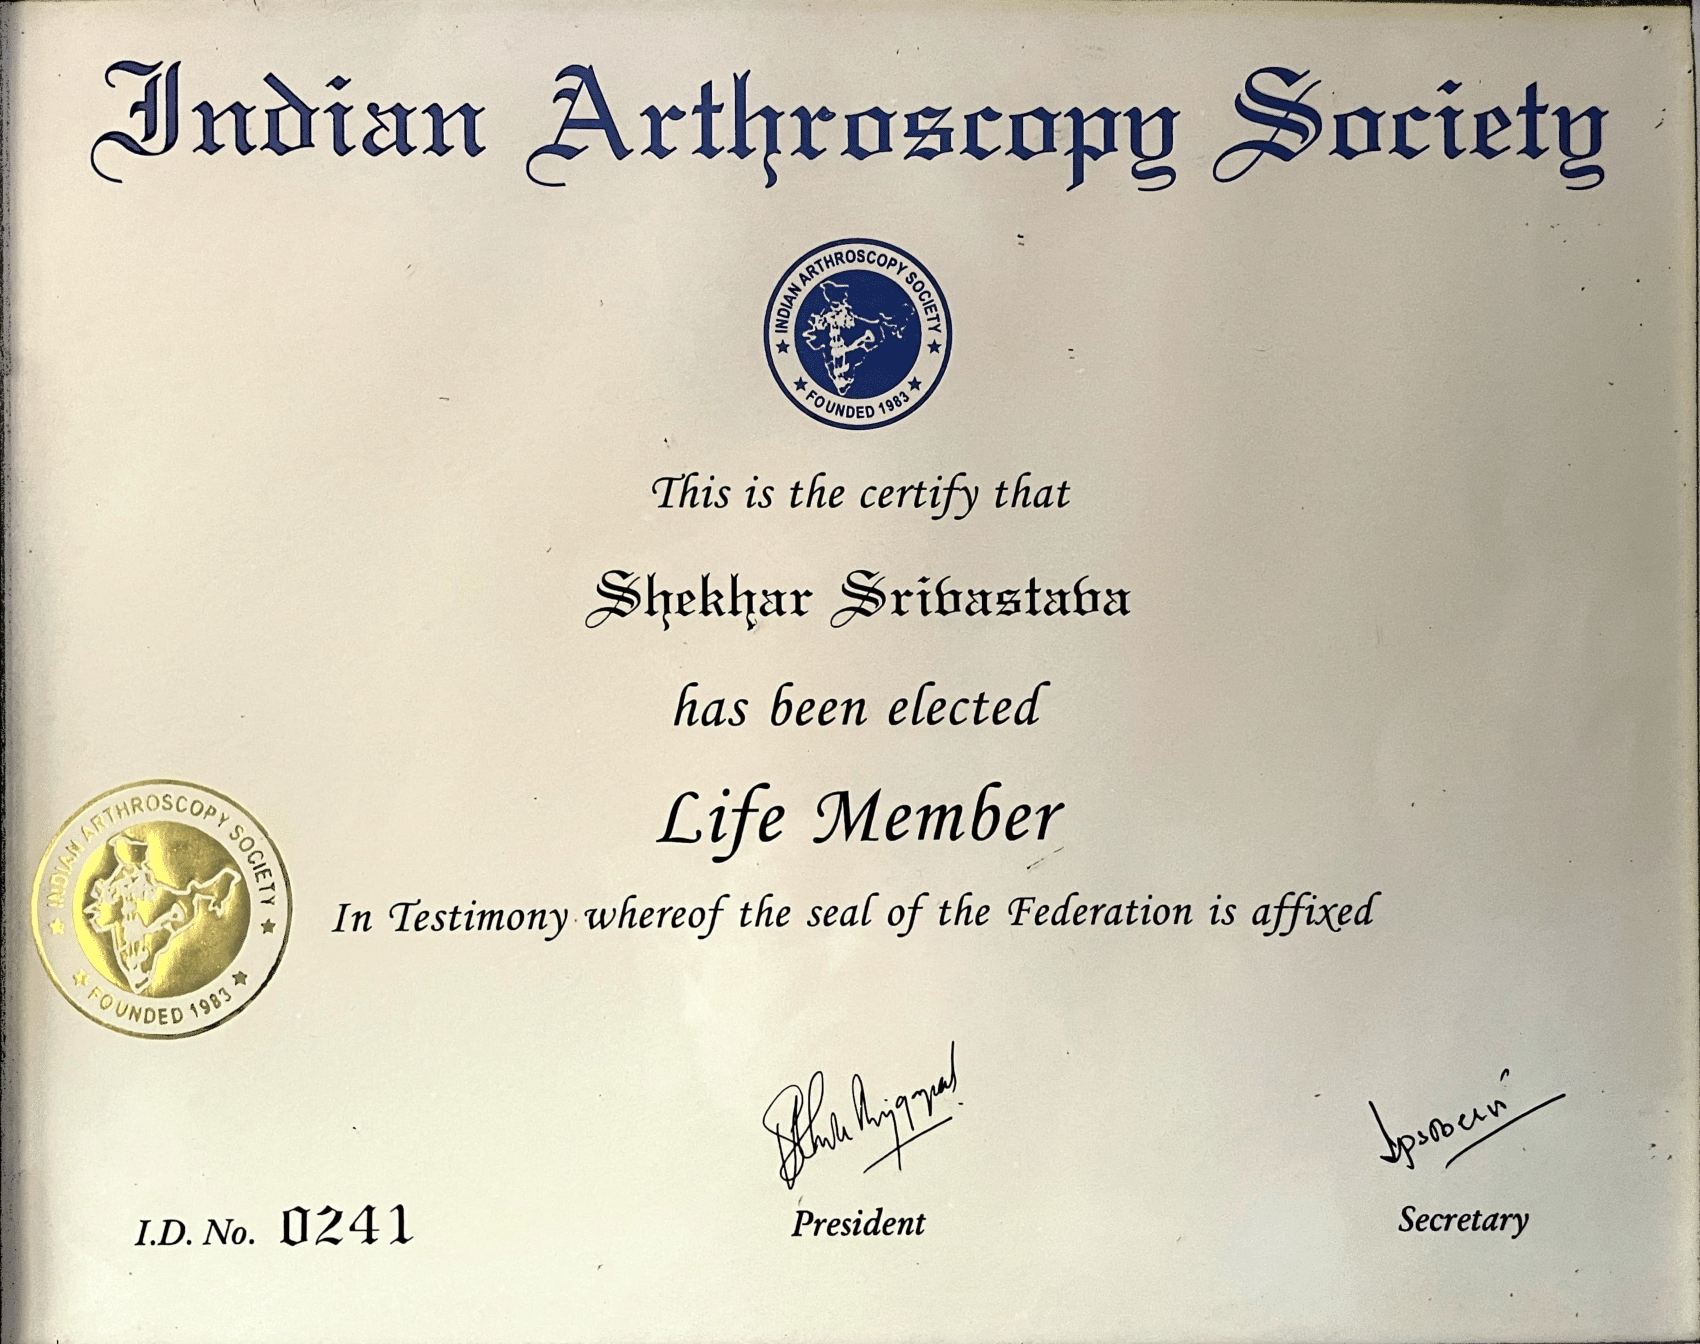 Indian Arthroscopy Society
INDIAN ARTHROSCOPY SOCIETY
FOUNDED 1983
This is the certify that
Shekhar Srivastava
has been elected
Life Member
INDIAN ARTHROSCOPY SOCIETY
FOUNDED 1983
In Testimony whereof the seal of the Federation is affixed
I.D. No. 0241
President
Secretary